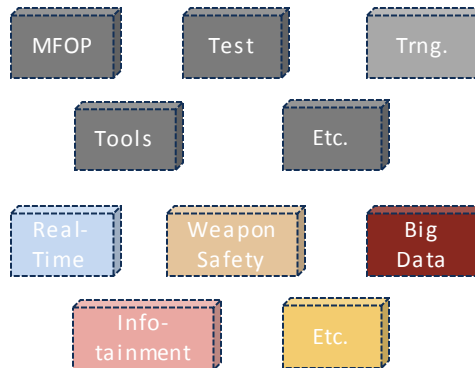 MFOP
Test
Trng.
Tools
Etc.
Real-
Time
Weapon
Safety
Big
Data
Info-
tainment
Etc.